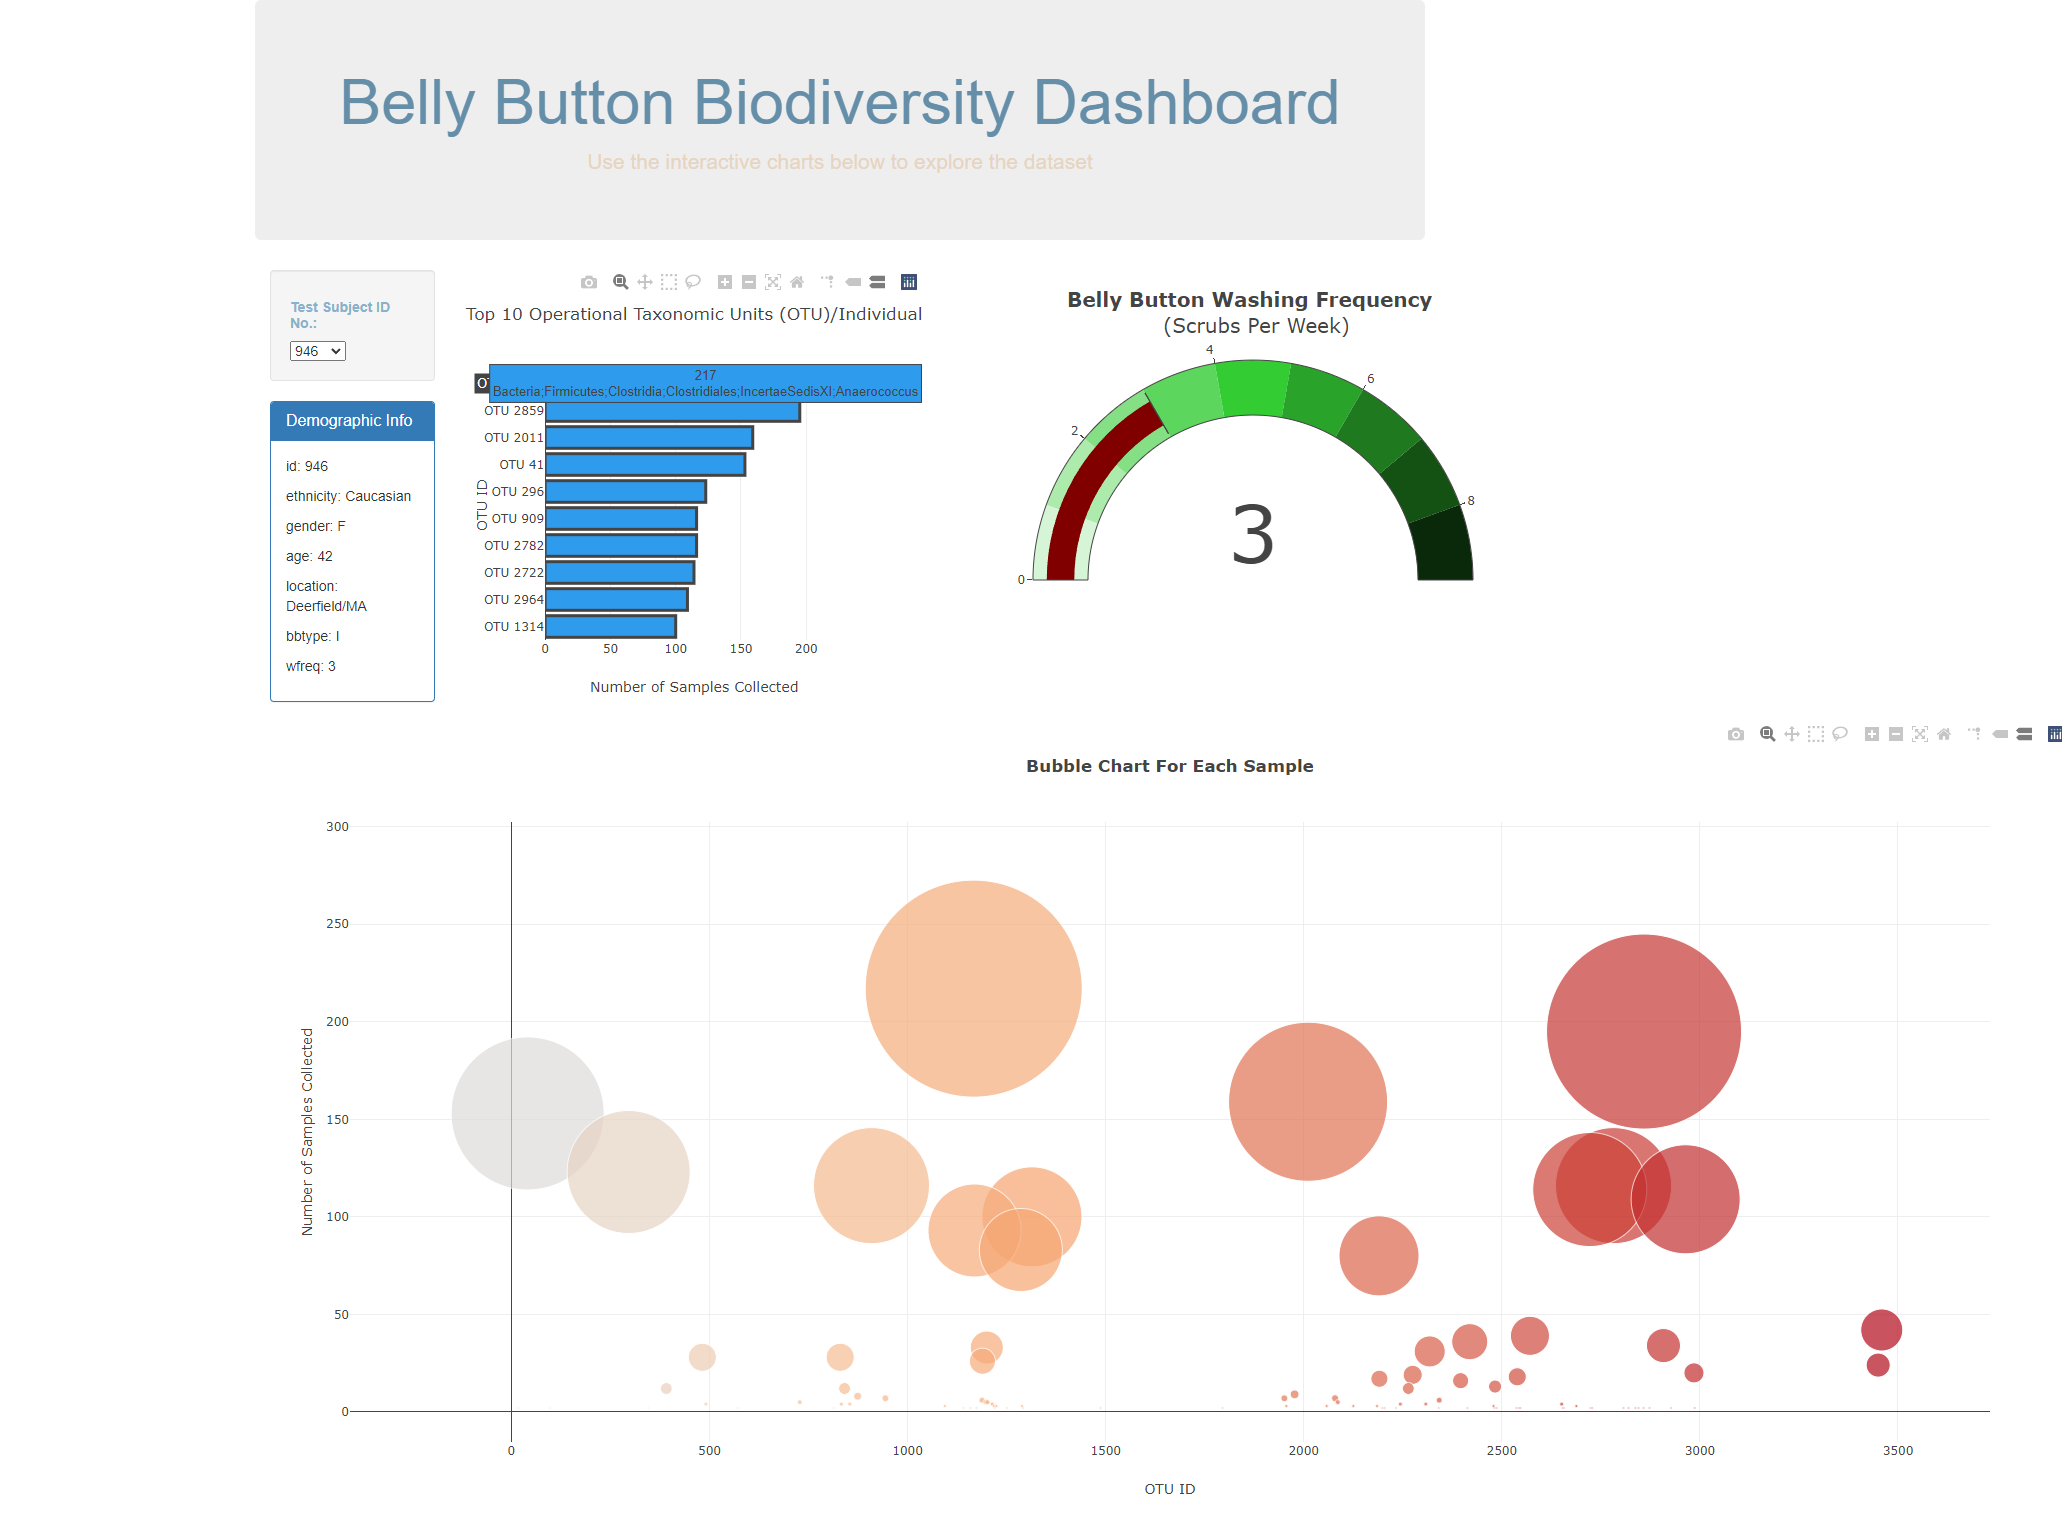 Belly Button Biodiversity Dashboard
Use the interactive charts below to explore the dataset
Test Subject ID
No.:
946
Demographic Info
id: 946
ethnicity: Caucasian
gender: F
age: 42
location:
Deerfield/MA
bbtype: I
wfreq: 3
Top 10 Operational Taxonomic Units (OTU)/Individual
217
Bacteria;Firmicutes;Clostridia;Clostridiales;IncertaeSedisXI;Anaerococcus
OTU 2859
OTU 2011
OTU 41
OTU 296
OTU 909
OTU 2782
OTU 2722
OTU 2964
OTU 1314
OTU ID
0 50 100 150 200
Number of Samples Collected
Belly Button Washing Frequency
(Scrubs Per Week)
0
2
4
6
8
3
Bubble Chart For Each Sample
300
250
200
150
100
50
0
Number of Samples Collected
0 500 1000 1500 2000 2500 3000 3500
OTU ID